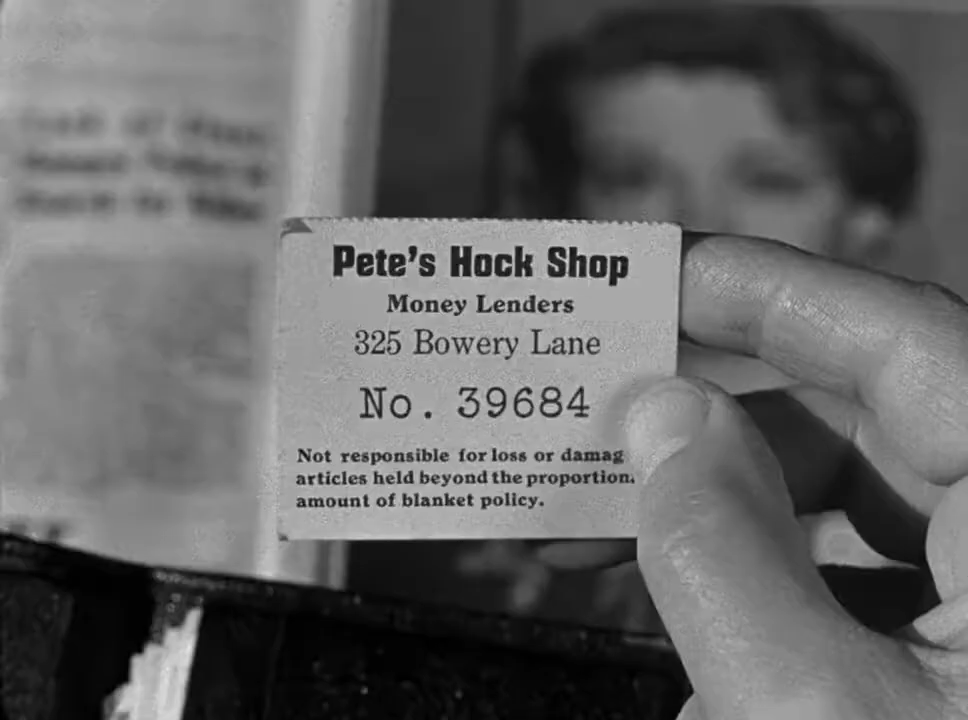 Pete's Hock Shop
Money Lenders
325 Bowery Lane
No. 39684
Not responsible for loss or damag
articles held beyond the proportion.
amount of blanket policy.